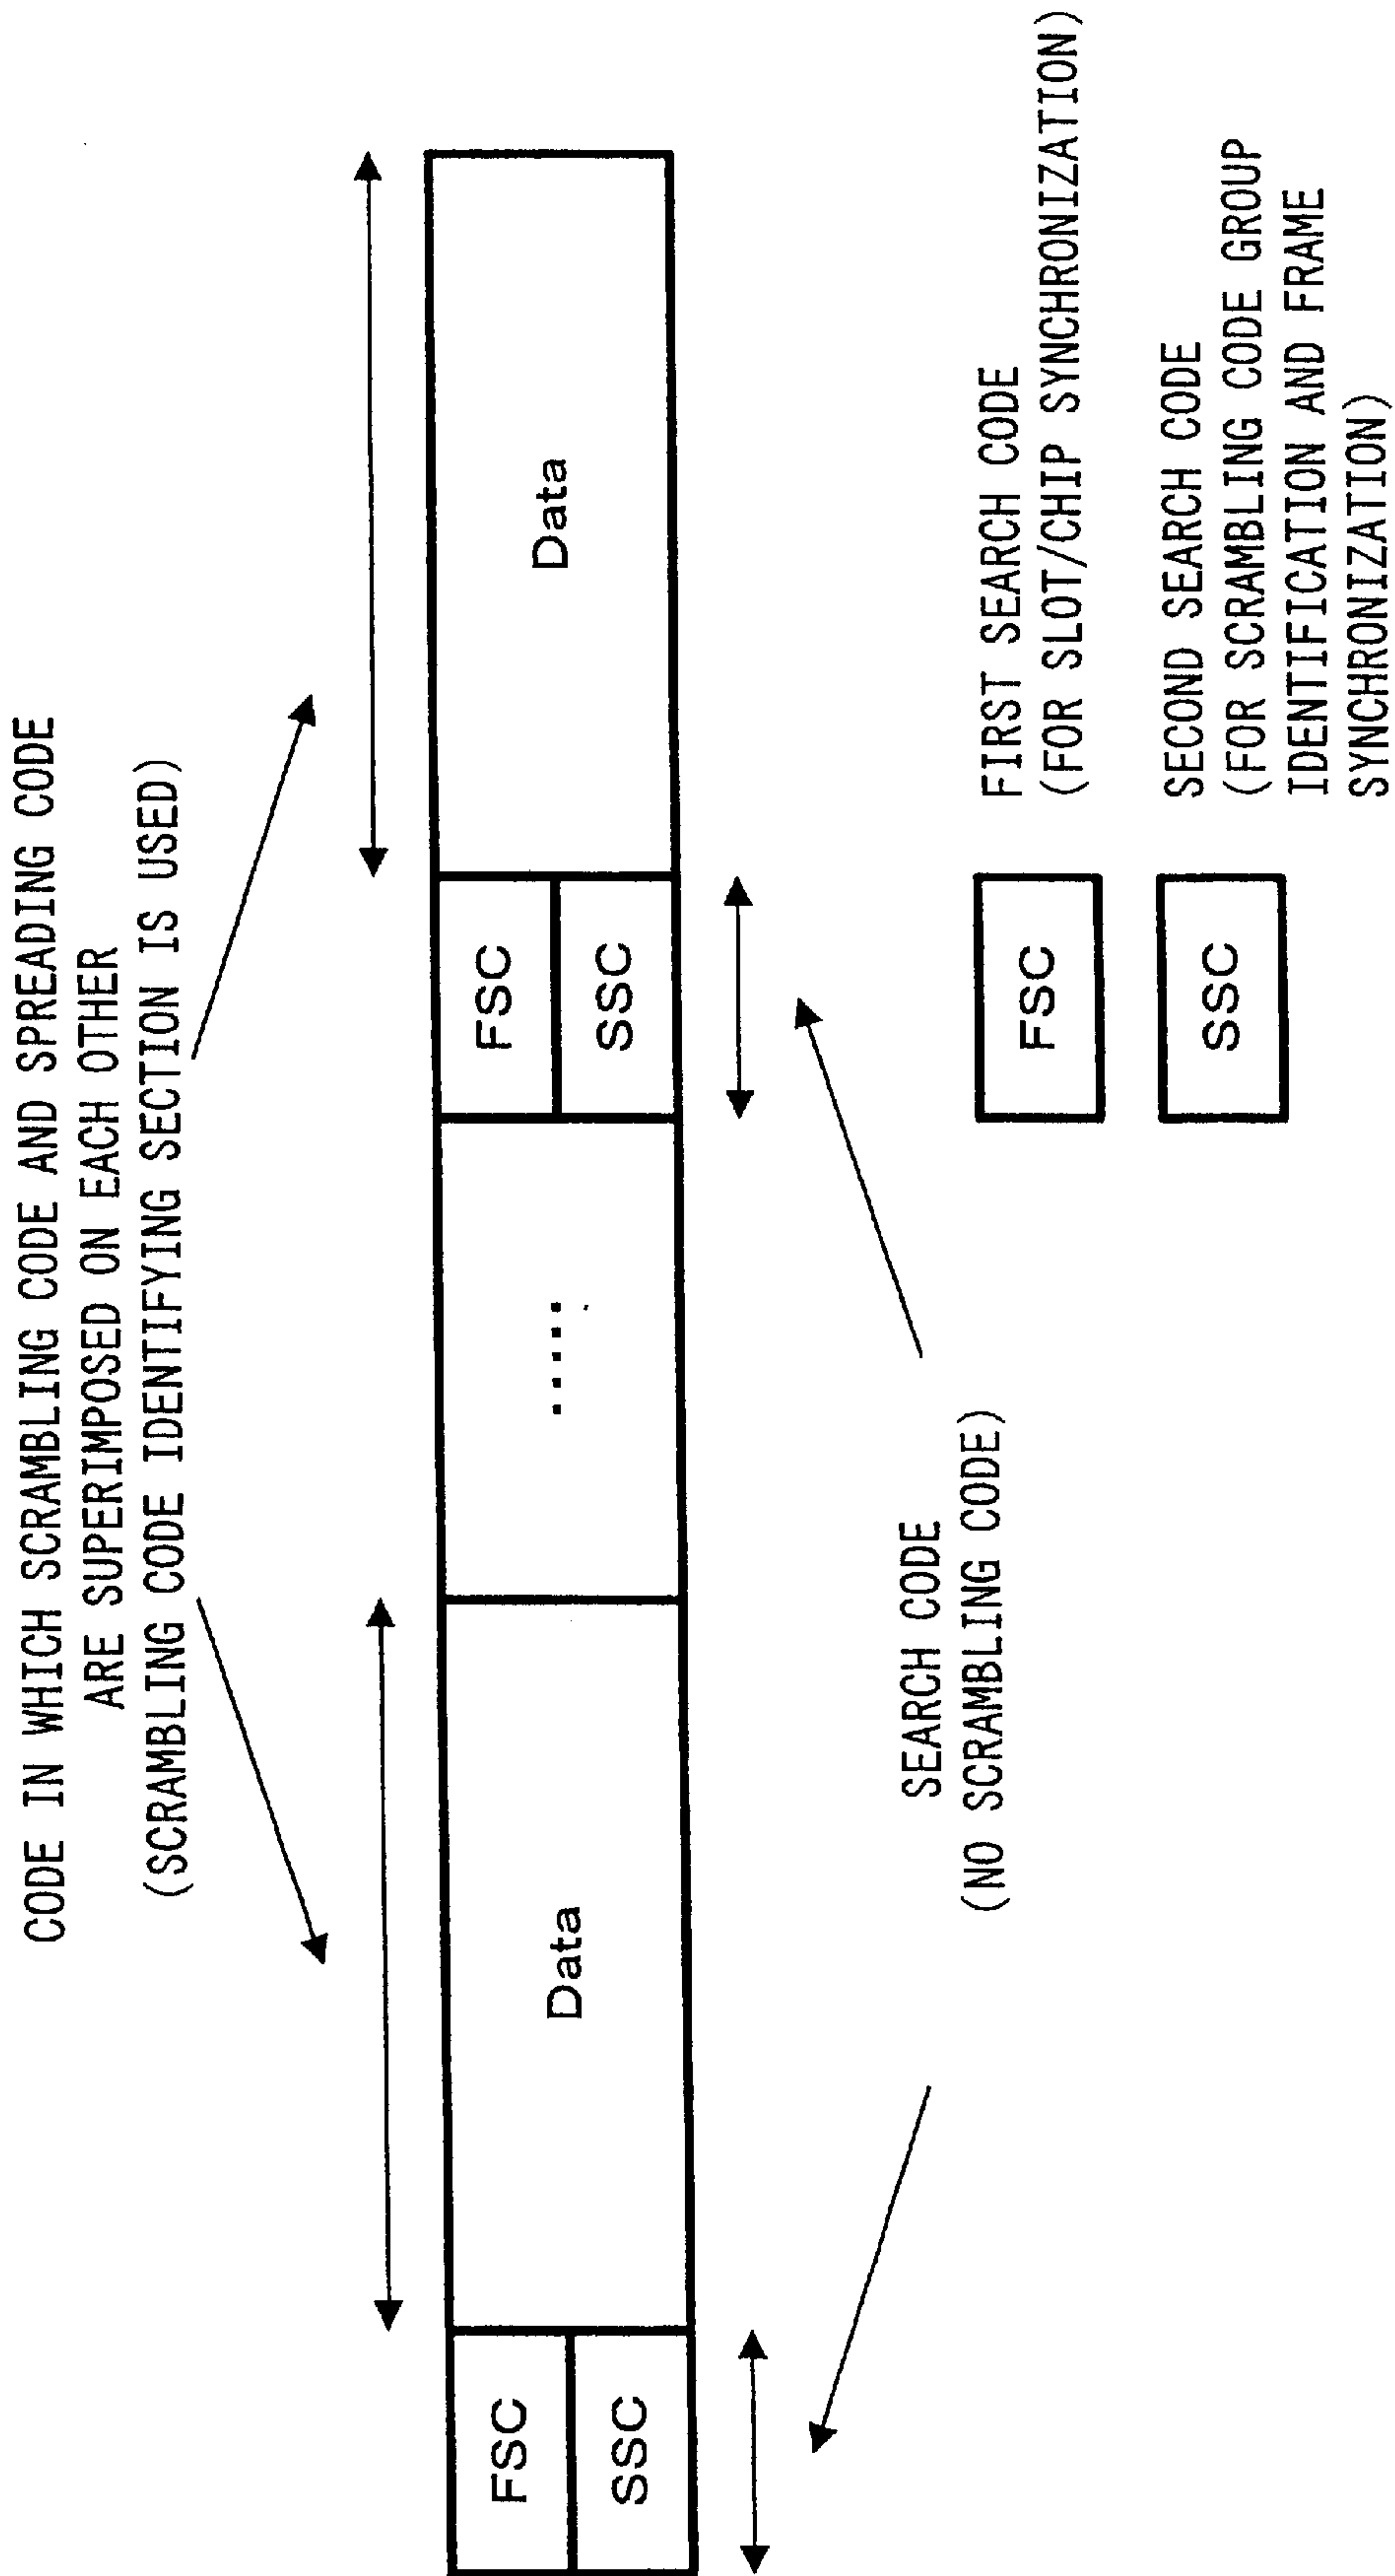 CODE IN WHICH SCRAMBLING CODE AND SPREADING CODE
ARE SUPERIMPOSED ON EACH OTHER
(SCRAMBLING CODE IDENTIFYING SECTION IS USED)
FSC
SSC
Data
.....
FSC
SSC
Data
SEARCH CODE
(NO SCRAMBLING CODE)
FSC
FIRST SEARCH CODE
(FOR SLOT/CHIP SYNCHRONIZATION)
SSC
SECOND SEARCH CODE
(FOR SCRAMBLING CODE GROUP
IDENTIFICATION AND FRAME
SYNCHRONIZATION)